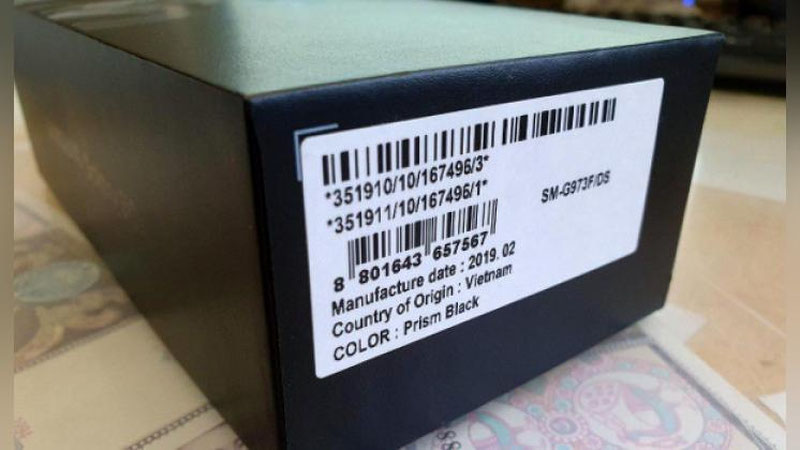 *351910/10/167496/3*
*351911/10/167496/1*
SM-G973F/DS
8 801643 657567
Manufacture date : 2019. 02
Country of Origin : Vietnam
COLOR : Prism Black